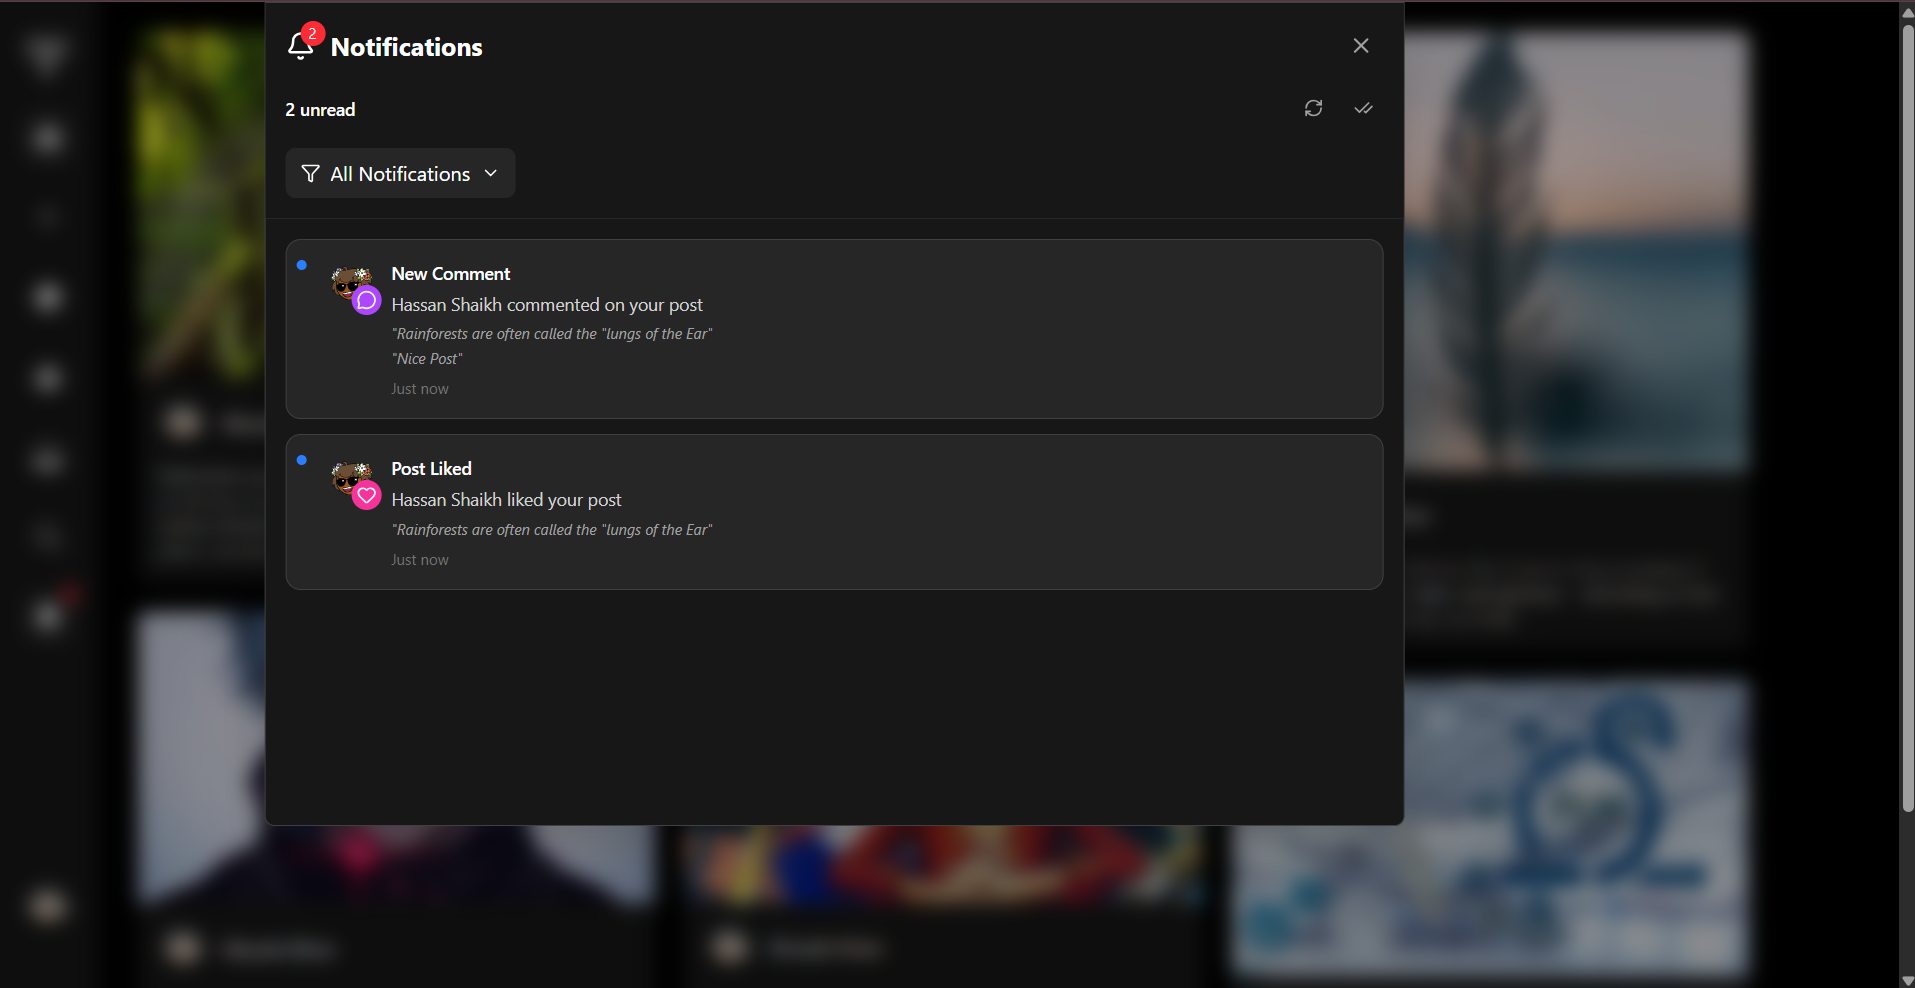 2
Notifications
2 unread
All Notifications
New Comment
Hassan Shaikh commented on your post
"Rainforests are often called the "lungs of the Ear"
"Nice Post"
Just now
Post Liked
Hassan Shaikh liked your post
"Rainforests are often called the "lungs of the Ear"
Just now